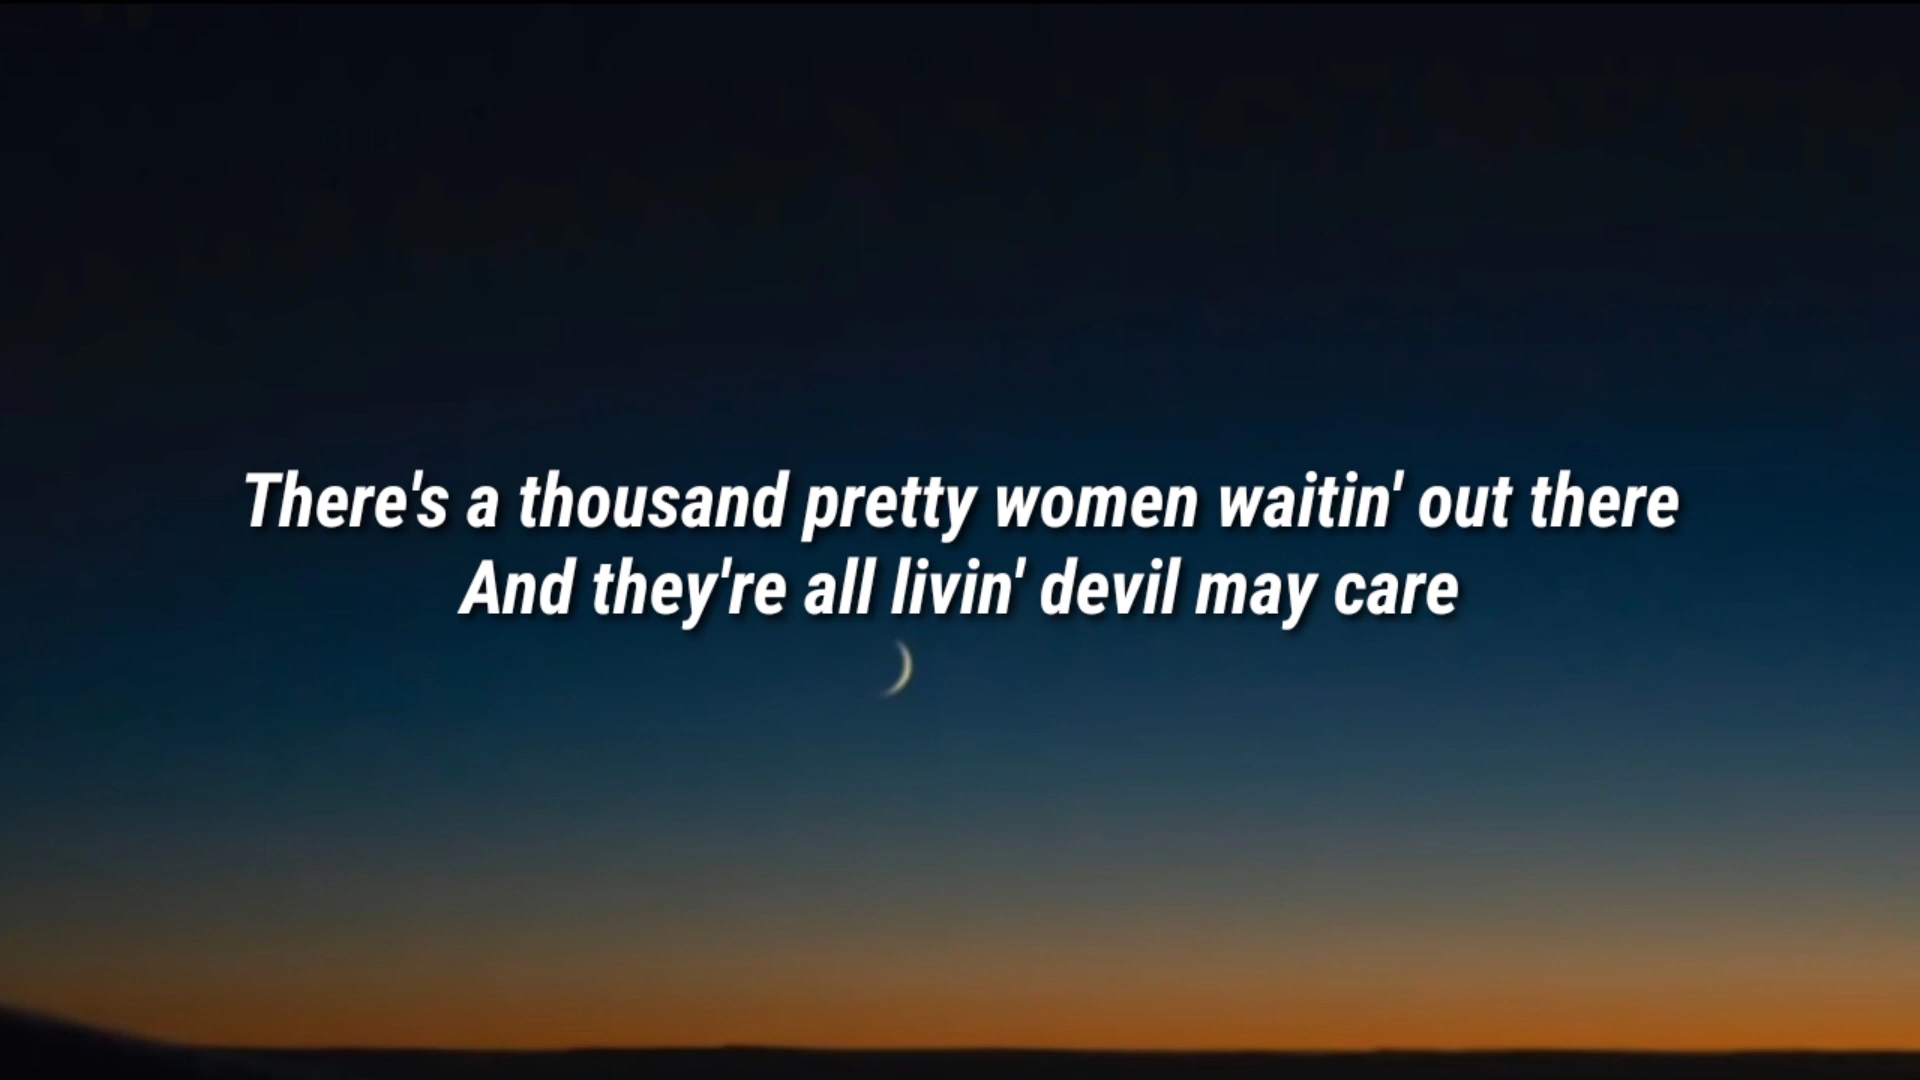 There's a thousand pretty women waitin' out there
And they're all livin' devil may care